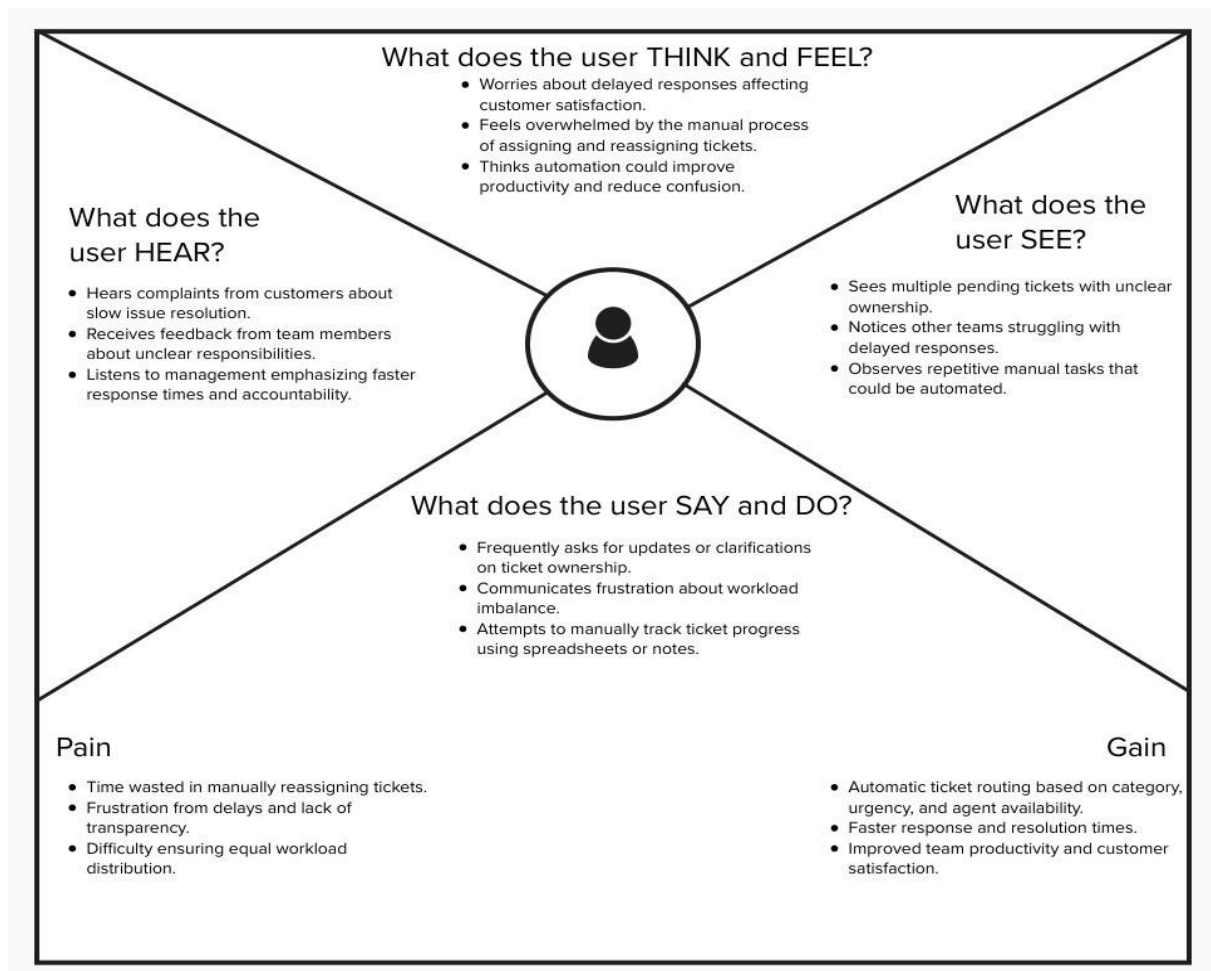 What does the user THINK and FEEL?
• Worries about delayed responses affecting
customer satisfaction.
• Feels overwhelmed by the manual process
of assigning and reassigning tickets.
• Thinks automation could improve
productivity and reduce confusion.
What does the
user HEAR?
• Hears complaints from customers about
slow issue resolution.
• Receives feedback from team members
about unclear responsibilities.
• Listens to management emphasizing faster
response times and accountability.
What does the
user SEE?
• Sees multiple pending tickets with unclear
ownership.
• Notices other teams struggling with
delayed responses.
• Observes repetitive manual tasks that
could be automated.
What does the user SAY and DO?
• Frequently asks for updates or clarifications
on ticket ownership.
• Communicates frustration about workload
imbalance.
• Attempts to manually track ticket progress
using spreadsheets or notes.
Pain
• Time wasted in manually reassigning tickets.
• Frustration from delays and lack of
transparency.
• Difficulty ensuring equal workload
distribution.
Gain
• Automatic ticket routing based on category,
urgency, and agent availability.
• Faster response and resolution times.
• Improved team productivity and customer
satisfaction.